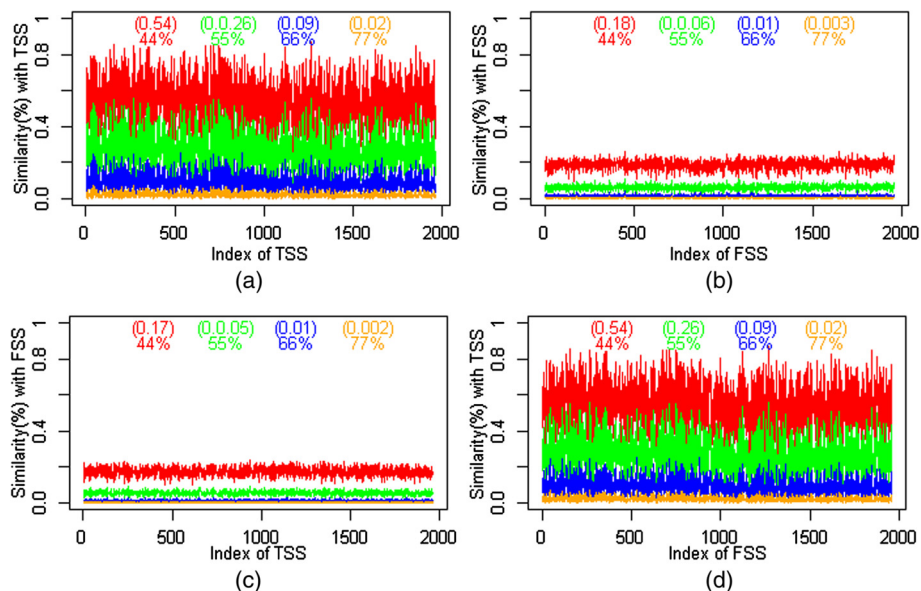 (0.54) (0.0.26) (0.09) (0.02)
44% 55% 66% 77%
Similarity(%) with TSS
0.0 0.4 0.8 1
0 500 1000 1500 2000
Index of TSS
(a)
(0.18) (0.0.06) (0.01) (0.003)
44% 55% 66% 77%
Similarity(%) with FSS
0.0 0.4 0.8 1
0 500 1000 1500 2000
Index of FSS
(b)
(0.17) (0.0.05) (0.01) (0.002)
44% 55% 66% 77%
Similarity(%) with FSS
0.0 0.4 0.8 1
0 500 1000 1500 2000
Index of TSS
(c)
(0.54) (0.26) (0.09) (0.02)
44% 55% 66% 77%
Similarity(%) with TSS
0.0 0.4 0.8 1
0 500 1000 1500 2000
Index of FSS
(d)